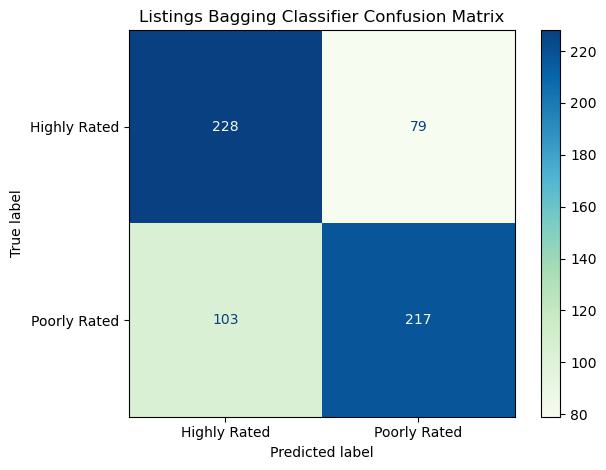 Listings Bagging Classifier Confusion Matrix
Highly Rated
228
79
Poorly Rated
103
217
True label
Highly Rated
Poorly Rated
Predicted label
220
200
180
160
140
120
100
80